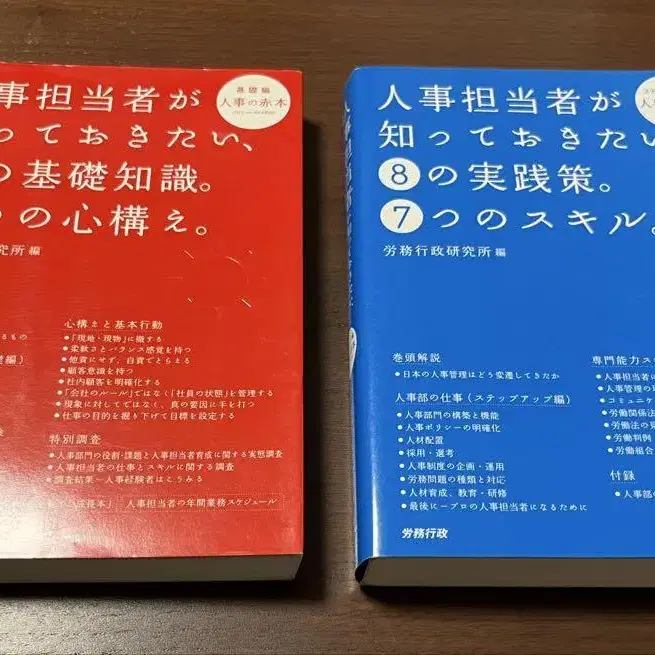 事担当者が
っておきたい、
の基礎知識。
の心構え。
究所 編
基礎編
人事の赤本
るもの
編)
心構えと基本行動
●「現地・現物」に徹する
●柔軟さとバランス感覚を持つ
●他責にせず、自責でとらえる
●顧客意識を持つ
●社内顧客を明確化する
●「会社のルール」ではなく「社員の状態」を管理する
●現象に対してではなく、真の要因に手を打つ
●仕事の目的を掘り下げて目標を設定する
特別調査
●人事部門の役割・課題と人事担当者育成に関する実態調査
●人事担当者の仕事とスキルに関する調査
●調査結果～人事経験者はこうみる
成長本」 人事担当者の年間業務スケジュール
人事担当者が
知っておきたい
⑧の実践策。
⑦つのスキル。
労務行政研究所 編
人
巻頭解説
●日本の人事管理はどう変遷してきたか
人事部の仕事(ステップアップ編)
●人事部門の構築と機能
●人事ポリシーの明確化
●人材配置
●採用・選考
●人事制度の企画・運用
●労務問題の種類と対応
●人材育成、教育・研修
●最後に－プロの人事担当者になるために
専門能力ス
●人事担当者に
●人事管理の
●コミュニケ
●労働関係法
●法令の
●労働判例
●労働組合
付録
●人事部の
労務行政